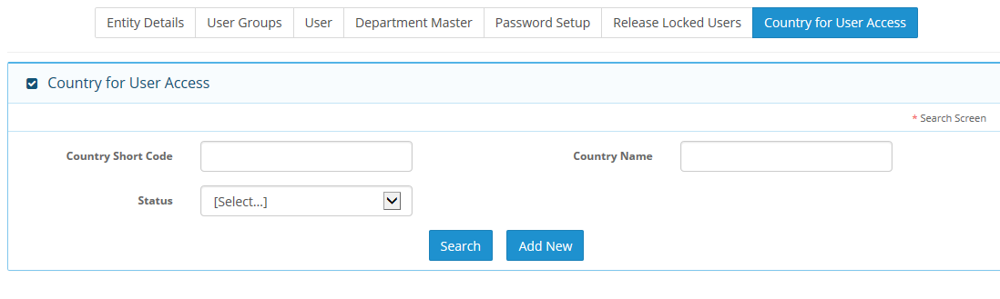 Entity Details User Groups User Department Master Password Setup Release Locked Users Country for User Access
Country for User Access
* Search Screen
Country Short Code Country Name
Status [Select...]
Search Add New